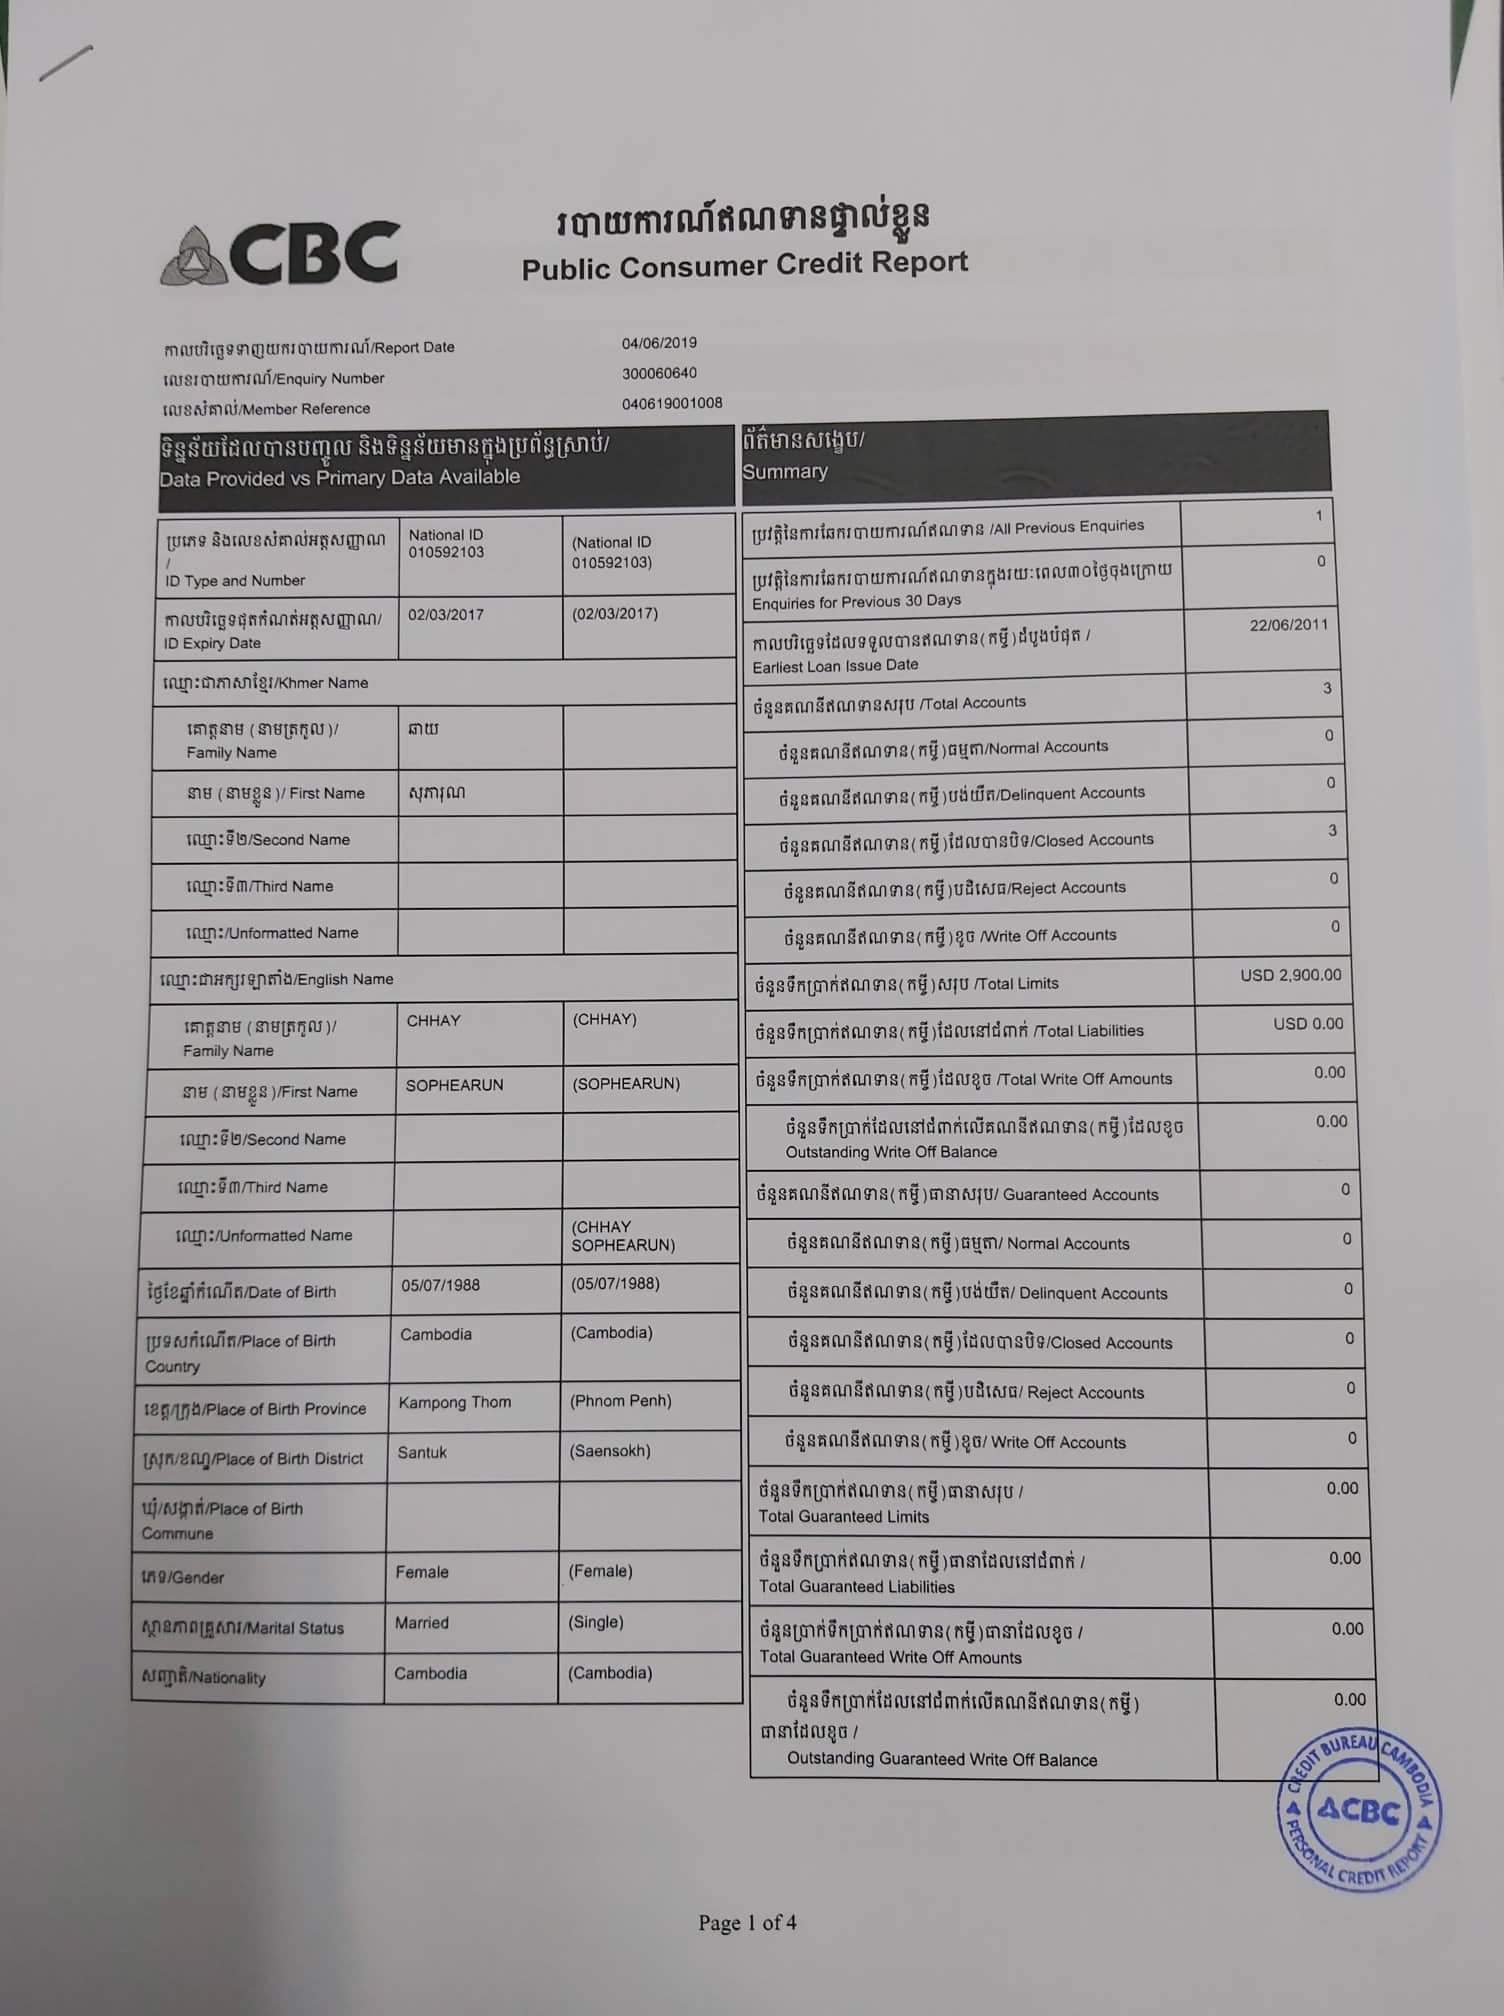 CBC
របាយការណ៍ឥណទានផ្ទាល់ខ្លួន
Public Consumer Credit Report
កាលបរិច្ឆេទទាញយករបាយការណ៍/Report Date 04/06/2019
លេខរបាយការណ៍/Enquiry Number 300060640
លេខសំគាល់/Member Reference 040619001008
ទិន្នន័យដែលបានបញ្ចូល និងទិន្នន័យមានក្នុងប្រព័ន្ធស្រាប់/
Data Provided vs Primary Data Available
ប្រភេទ និងលេខសំគាល់អត្តសញ្ញាណ National ID (National ID
/ 010592103 010592103)
ID Type and Number
កាលបរិច្ឆេទផុតកំណត់អត្តសញ្ញាណ/ 02/03/2017 (02/03/2017)
ID Expiry Date
ឈ្មោះជាភាសាខ្មែរ/Khmer Name
គោត្តនាម (នាមត្រកូល)/ ឆាយ
Family Name
នាម (នាមខ្លួន)/ First Name សុភារុណ
ឈ្មោះទី២/Second Name
ឈ្មោះទី៣/Third Name
ឈ្មោះ/Unformatted Name
ឈ្មោះជាអក្សរឡាតាំង/English Name
គោត្តនាម (នាមត្រកូល)/ CHHAY (CHHAY)
Family Name
នាម (នាមខ្លួន)/First Name SOPHEARUN (SOPHEARUN)
ឈ្មោះទី២/Second Name
ឈ្មោះទី៣/Third Name
ឈ្មោះ/Unformatted Name (CHHAY
SOPHEARUN)
ថ្ងៃខែឆ្នាំកំណើត/Date of Birth 05/07/1988 (05/07/1988)
ប្រទេសកំណើត/Place of Birth Cambodia (Cambodia)
Country
ខេត្ត/ក្រុង/Place of Birth Province Kampong Thom (Phnom Penh)
ស្រុក/ខណ្ឌ/Place of Birth District Santuk (Saensokh)
ឃុំ/សង្កាត់/Place of Birth
Commune
ភេទ/Gender Female (Female)
ស្ថានភាពគ្រួសារ/Marital Status Married (Single)
សញ្ជាតិ/Nationality Cambodia (Cambodia)
ព័ត៌មានសង្ខេប/
Summary
ប្រវត្តិនៃការឆែករបាយការណ៍ឥណទាន /All Previous Enquiries 1
ប្រវត្តិនៃការឆែករបាយការណ៍ឥណទានក្នុងរយៈពេល៣០ថ្ងៃចុងក្រោយ 0
Enquiries for Previous 30 Days
កាលបរិច្ឆេទដែលទទួលបានឥណទាន(កម្ចី)ដំបូងបំផុត / 22/06/2011
Earliest Loan Issue Date
ចំនួនគណនីឥណទានសរុប /Total Accounts 3
ចំនួនគណនីឥណទាន(កម្ចី)ធម្មតា/Normal Accounts 0
ចំនួនគណនីឥណទាន(កម្ចី)បង់យឺត/Delinquent Accounts 0
ចំនួនគណនីឥណទាន(កម្ចី)ដែលបានបិទ/Closed Accounts 3
ចំនួនគណនីឥណទាន(កម្ចី)បដិសេធ/Reject Accounts 0
ចំនួនគណនីឥណទាន(កម្ចី)ខូច /Write Off Accounts 0
ចំនួនទឹកប្រាក់ឥណទាន(កម្ចី)សរុប /Total Limits USD 2,900.00
ចំនួនទឹកប្រាក់ឥណទាន(កម្ចី)ដែលនៅជំពាក់ /Total Liabilities USD 0.00
ចំនួនទឹកប្រាក់ឥណទាន(កម្ចី)ដែលខូច /Total Write Off Amounts 0.00
ចំនួនទឹកប្រាក់ដែលនៅជំពាក់លើគណនីឥណទាន(កម្ចី)ដែលខូច 0.00
Outstanding Write Off Balance
ចំនួនគណនីឥណទាន(កម្ចី)ធានាសរុប/ Guaranteed Accounts 0
ចំនួនគណនីឥណទាន(កម្ចី)ធម្មតា/ Normal Accounts 0
ចំនួនគណនីឥណទាន(កម្ចី)បង់យឺត/ Delinquent Accounts 0
ចំនួនគណនីឥណទាន(កម្ចី)ដែលបានបិទ/Closed Accounts 0
ចំនួនគណនីឥណទាន(កម្ចី)បដិសេធ/ Reject Accounts 0
ចំនួនគណនីឥណទាន(កម្ចី)ខូច/ Write Off Accounts 0
ចំនួនទឹកប្រាក់ឥណទាន(កម្ចី)ធានាសរុប / 0.00
Total Guaranteed Limits
ចំនួនទឹកប្រាក់ឥណទាន(កម្ចី)ធានាដែលនៅជំពាក់ / 0.00
Total Guaranteed Liabilities
ចំនួនប្រាក់ទឹកប្រាក់ឥណទាន(កម្ចី)ធានាដែលខូច / 0.00
Total Guaranteed Write Off Amounts
ចំនួនទឹកប្រាក់ដែលនៅជំពាក់លើគណនីឥណទាន(កម្ចី) 0.00
ធានាដែលខូច /
Outstanding Guaranteed Write Off Balance
CREDIT BUREAU CAMBODIA
CBC
PERSONAL CREDIT REPORT
Page 1 of 4